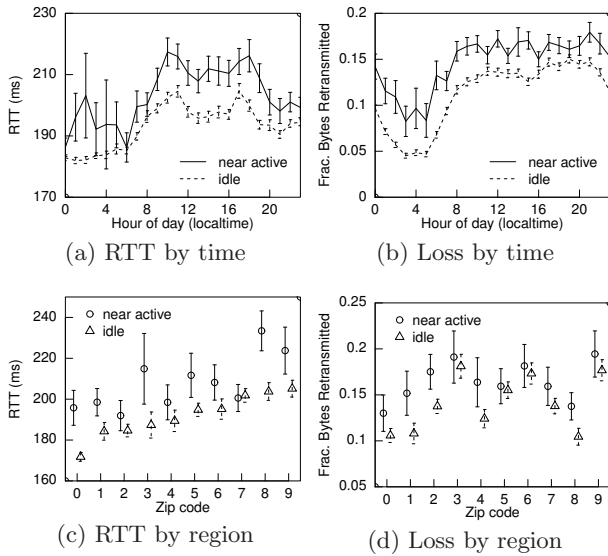 230
210
190
170
RTT (ms)
near active
idle
0 4 8 12 16 20
Hour of day (localtime)
(a) RTT by time
0.2
0.15
0.1
0.05
0
Frac. Bytes Retransmitted
near active
idle
0 4 8 12 16 20
Hour of day (localtime)
(b) Loss by time
260
240
220
200
180
160
RTT (ms)
near active
idle
0 1 2 3 4 5 6 7 8 9
Zip code
(c) RTT by region
0.25
0.2
0.15
0.1
0.05
Frac. Bytes Retransmitted
near active
idle
0 1 2 3 4 5 6 7 8 9
Zip code
(d) Loss by region